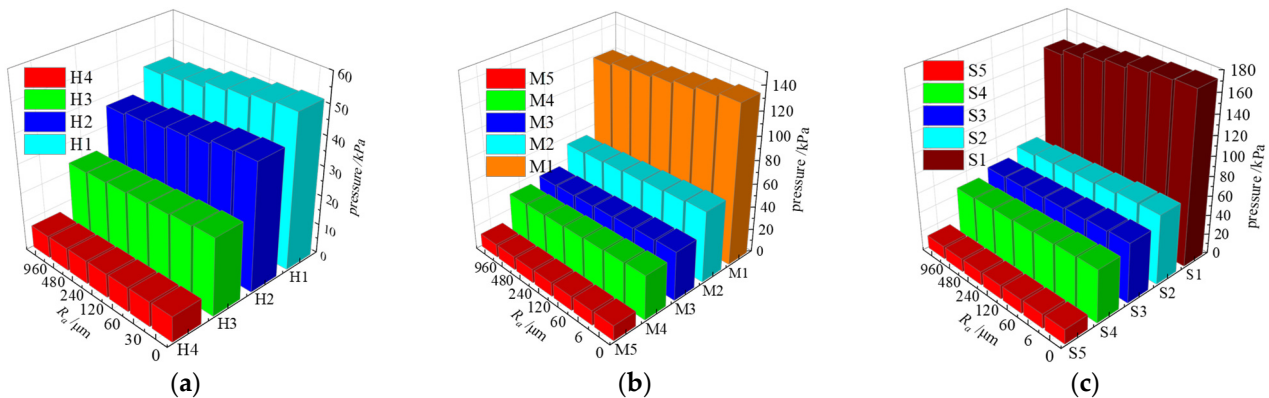 H4
H3
H2
H1
60
50
40
30
20
10
0
pressure /kPa
960
480
240
120
60
30
0
Rₐ /μm
H4
H3
H2
H1
(a)
M5
M4
M3
M2
M1
140
120
100
80
60
40
20
0
pressure /kPa
960
480
240
120
60
6
0
Rₐ /μm
M5
M4
M3
M2
M1
(b)
S5
S4
S3
S2
S1
180
160
140
120
100
80
60
40
20
0
pressure /kPa
960
480
240
120
60
6
0
Rₐ /μm
S5
S4
S3
S2
S1
(c)